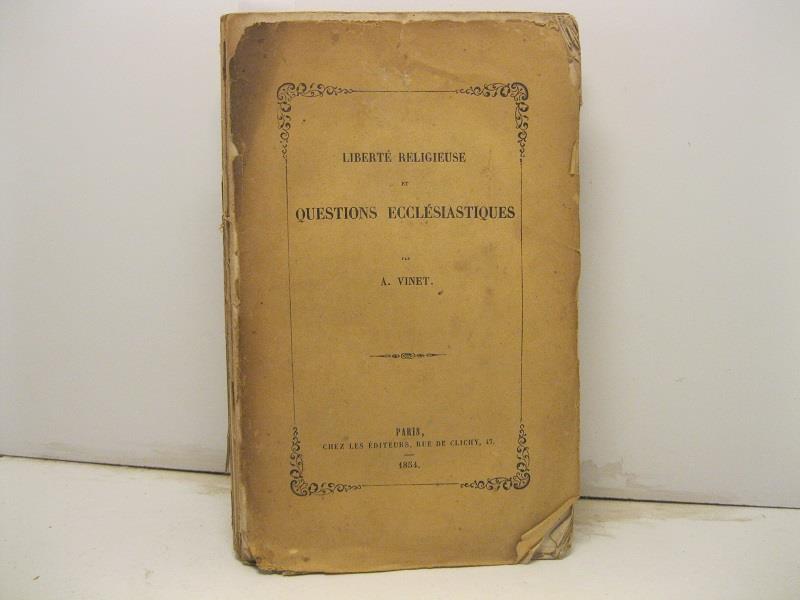 LIBERTÉ RELIGIEUSE
ET
QUESTIONS ECCLÉSIASTIQUES
PAR
A. VINET.
PARIS,
CHEZ LES ÉDITEURS, RUE DE CLICHY, 47.
1854.